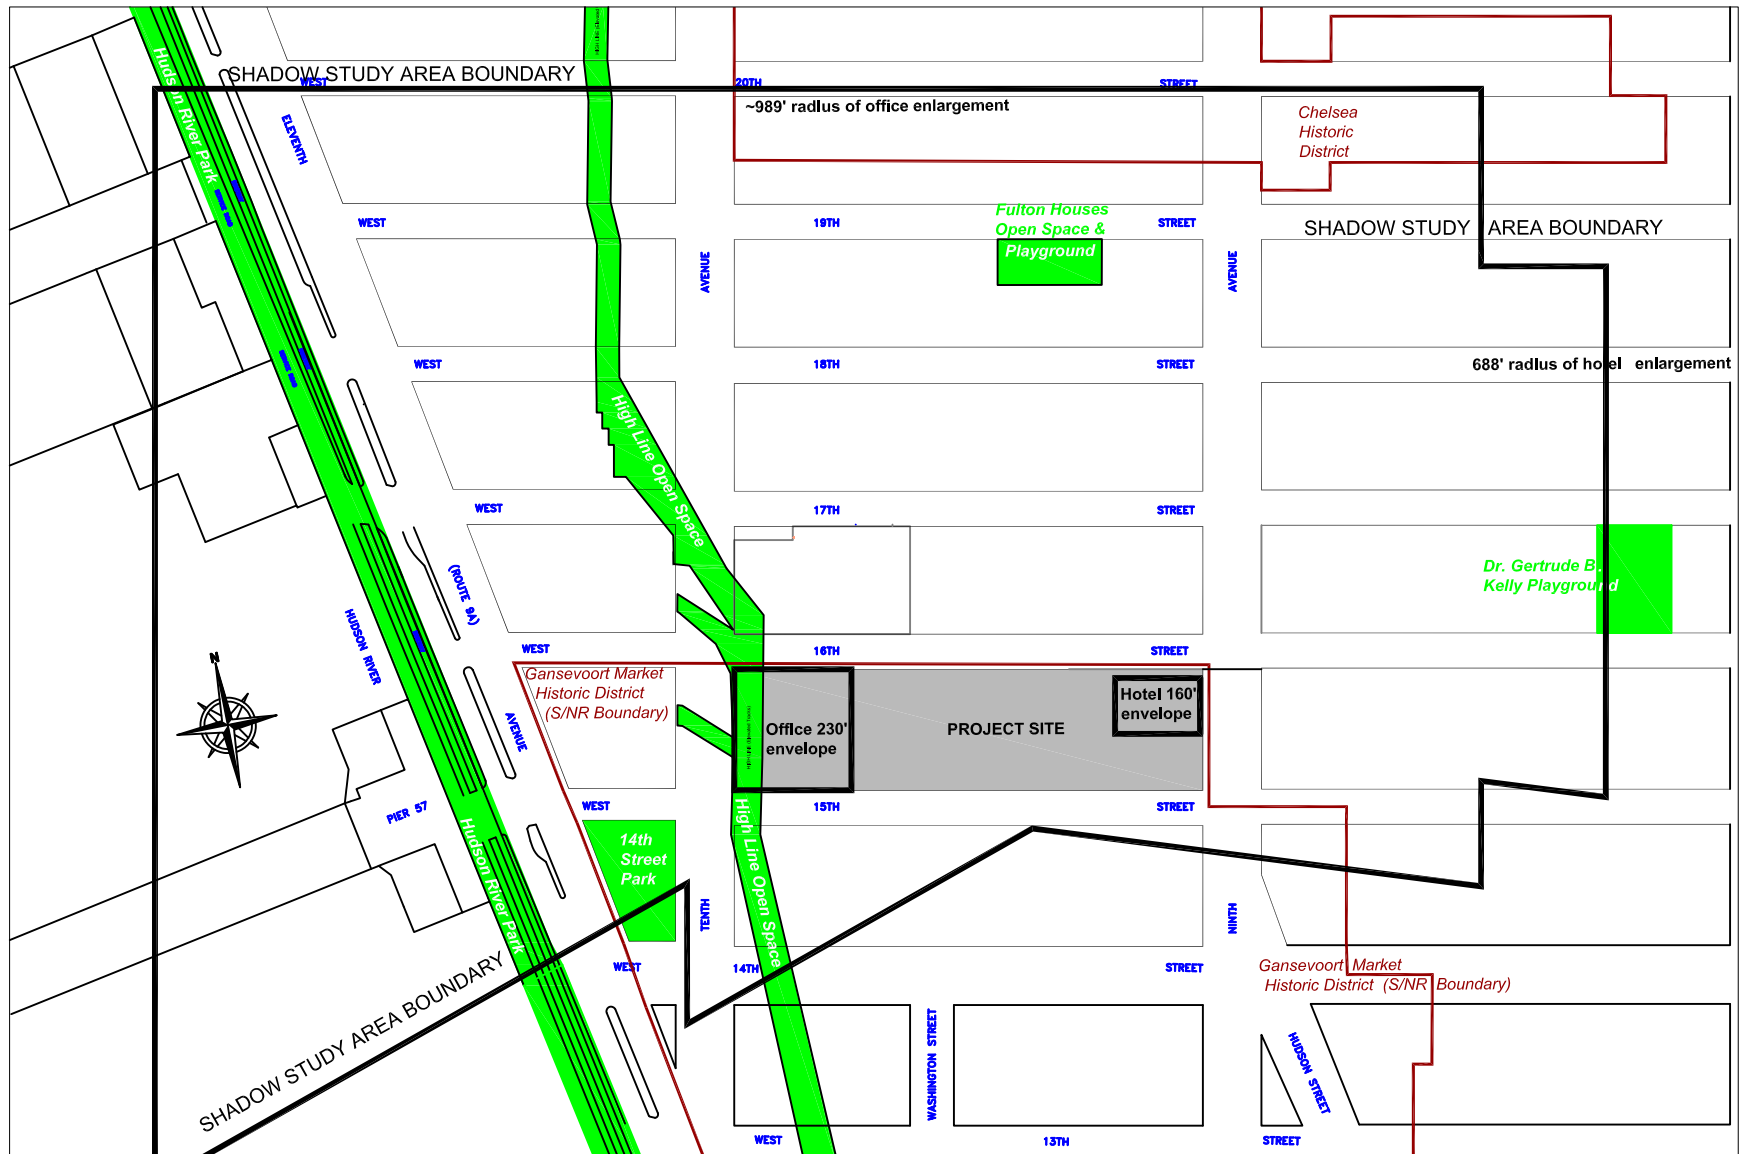 HIGH LINE (Elevated)
SHADOW STUDY AREA BOUNDARY
WEST
20TH
STREET
~989' radius of office enlargement
Chelsea
Historic
District
ELEVENTH
Hudson River Park
WEST
19TH
STREET
Fulton Houses
Open Space &
Playground
SHADOW STUDY AREA BOUNDARY
AVENUE
AVENUE
WEST
18TH
STREET
688' radius of hotel enlargement
High Line Open Space
WEST
17TH
STREET
(ROUTE 9A)
Dr. Gertrude B.
Kelly Playground
HUDSON RIVER
WEST
16TH
STREET
N
Gansevoort Market
Historic District
(S/NR Boundary)
AVENUE
Office 230'
envelope
PROJECT SITE
Hotel 160'
envelope
PIER 57
WEST
15TH
STREET
Hudson River Park
14th
Street
Park
High Line Open Space
TENTH
NINTH
WEST
14TH
STREET
Gansevoort Market
Historic District (S/NR Boundary)
SHADOW STUDY AREA BOUNDARY
WASHINGTON STREET
HUDSON STREET
WEST
13TH
STREET